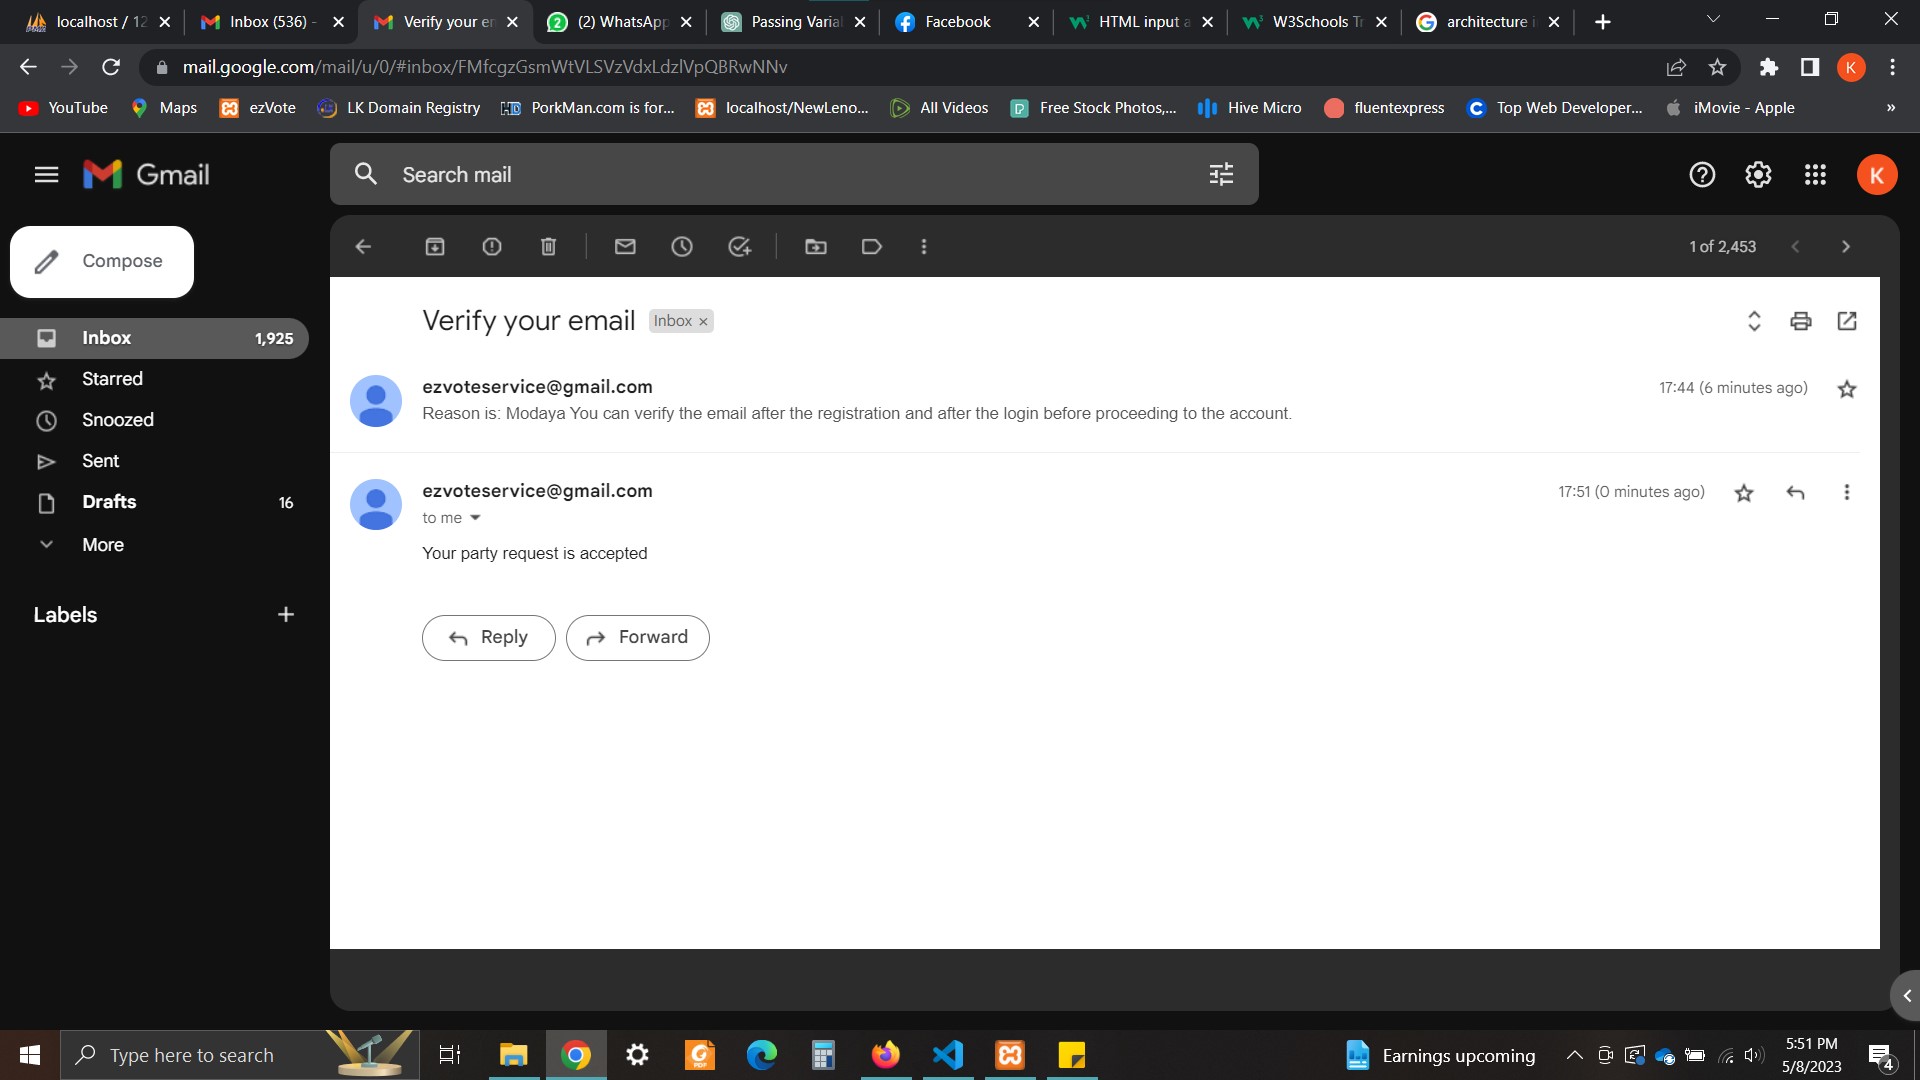 localhost / 12
Inbox (536) -
Verify your em
(2) WhatsApp
Passing Varial
Facebook
HTML input a
W3Schools Tr
architecture i
mail.google.com/mail/u/0/#inbox/FMfcgzGsmWtVLSVzVdxLdzlVpQBRwNNv
K
YouTube
Maps
ezVote
LK Domain Registry
PorkMan.com is for...
localhost/NewLeno...
All Videos
Free Stock Photos,...
Hive Micro
fluentexpress
Top Web Developer...
iMovie - Apple
»
Gmail
Search mail
K
Compose
1 of 2,453
Inbox 1,925
Starred
Snoozed
Sent
Drafts 16
More
Labels
Verify your email Inbox ×
ezvoteservice@gmail.com 17:44 (6 minutes ago)
Reason is: Modaya You can verify the email after the registration and after the login before proceeding to the account.
ezvoteservice@gmail.com 17:51 (0 minutes ago)
to me
Your party request is accepted
Reply Forward
Type here to search
Earnings upcoming
5:51 PM
5/8/2023
4